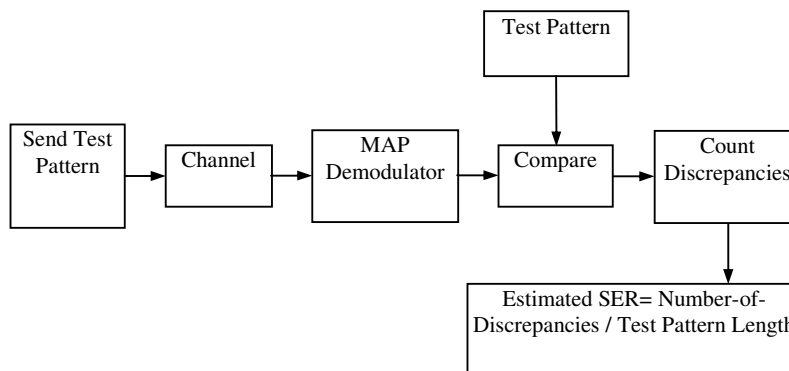 Test Pattern
Send Test
Pattern
Channel
MAP
Demodulator
Compare
Count
Discrepancies
Estimated SER= Number-of-
Discrepancies / Test Pattern Length